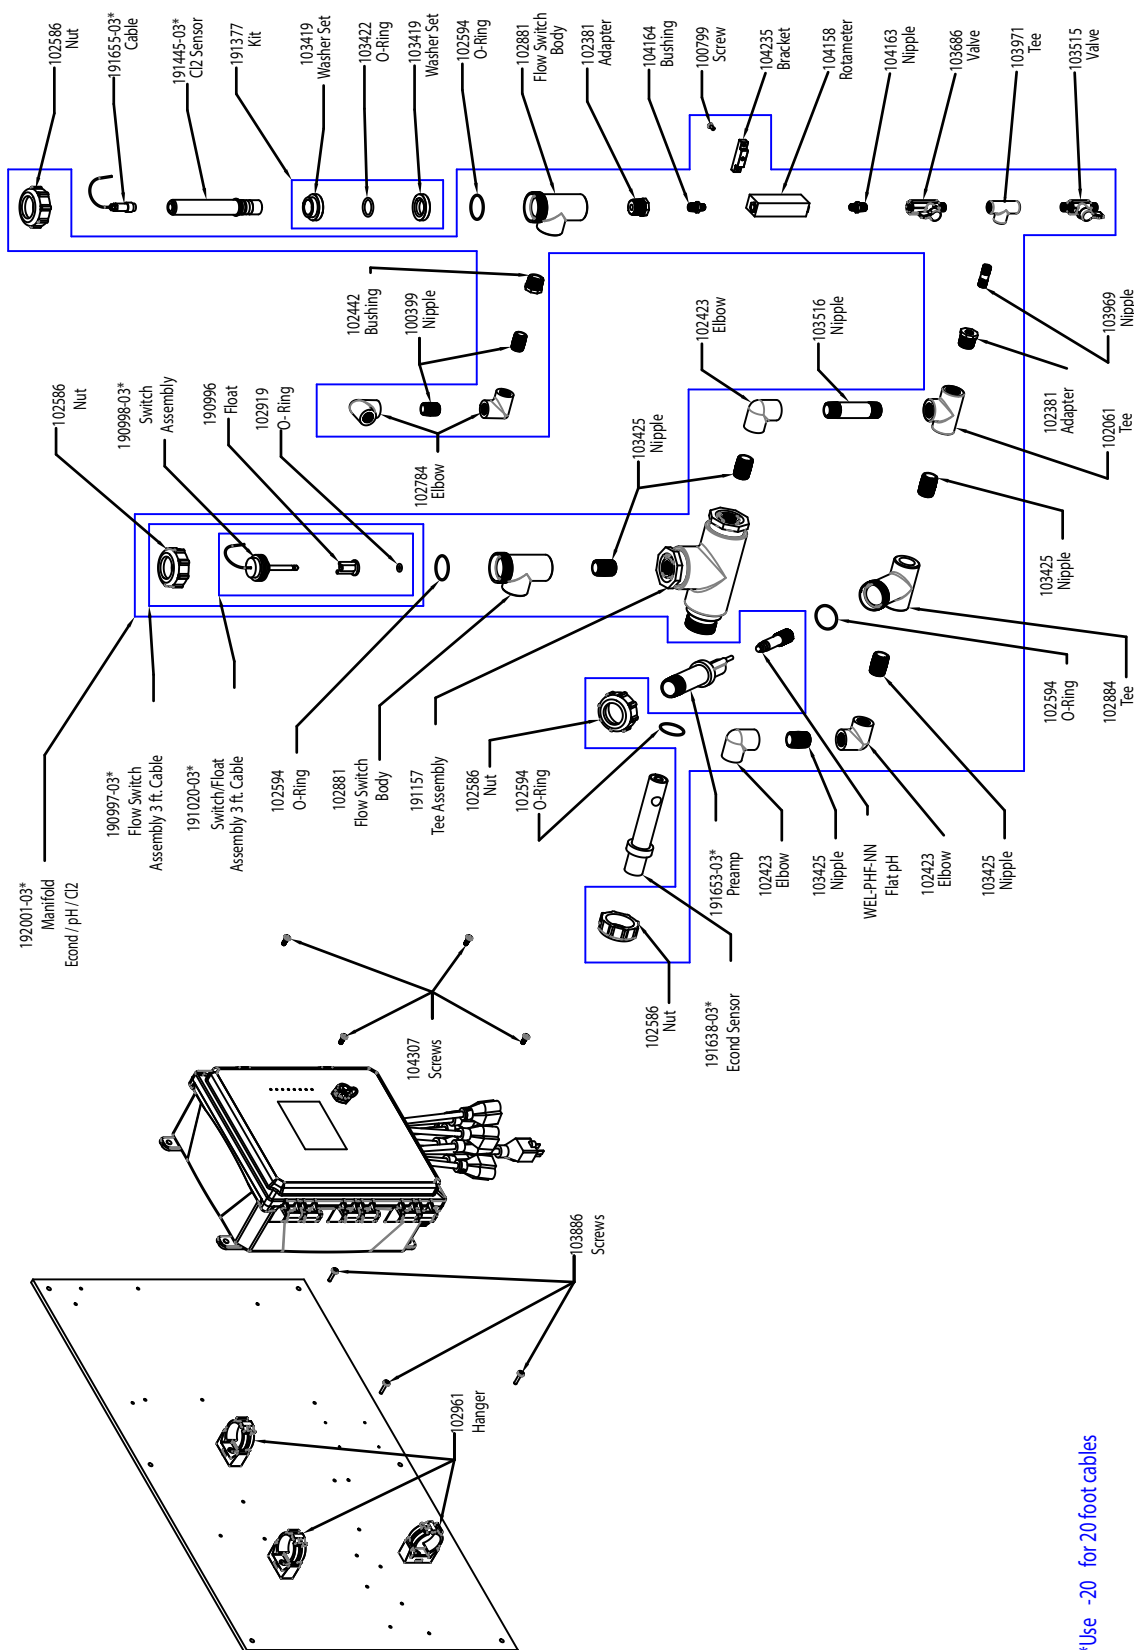 102586
Nut
191655-03*
Cable
191445-03*
Cl2 Sensor
191377
Kit
103419
Washer Set
103422
O-Ring
103419
Washer Set
102594
O-Ring
102881
Flow Switch
Body
102381
Adapter
104164
Bushing
100799
Screw
104235
Bracket
104158
Rotameter
104163
Nipple
103686
Valve
103971
Tee
103515
Valve
102442
Bushing
100399
Nipple
102784
Elbow
102423
Elbow
103516
Nipple
103969
Nipple
102381
Adapter
102061
Tee
102586
Nut
190998-03*
Switch
Assembly
190996
Float
102919
O- Ring
103425
Nipple
103425
Nipple
102594
O-Ring
102884
Tee
192001-03*
Manifold
Econd / pH / Cl2
190997-03*
Flow Switch
Assembly 3 ft. Cable
191020-03*
Switch/Float
Assembly 3 ft. Cable
102594
O-Ring
102881
Flow Switch
Body
191157
Tee Assembly
102586
Nut
102594
O-Ring
191653-03*
Preamp
102423
Elbow
103425
Nipple
WEL-PHF-NN
Flat pH
102423
Elbow
103425
Nipple
102586
Nut
191638-03*
Econd Sensor
104307
Screws
103886
Screws
102961
Hanger
*Use -20 for 20 foot cables